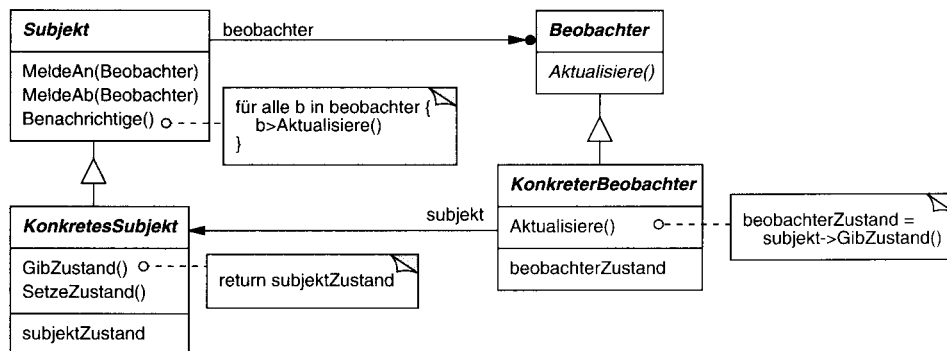 Subjekt
MeldeAn(Beobachter)
MeldeAb(Beobachter)
Benachrichtige()
für alle b in beobachter {
b>Aktualisiere()
}
beobachter
Beobachter
Aktualisiere()
KonkretesSubjekt
GibZustand()
SetzeZustand()
subjektZustand
return subjektZustand
subjekt
KonkreterBeobachter
Aktualisiere()
beobachterZustand
beobachterZustand =
subjekt->GibZustand()